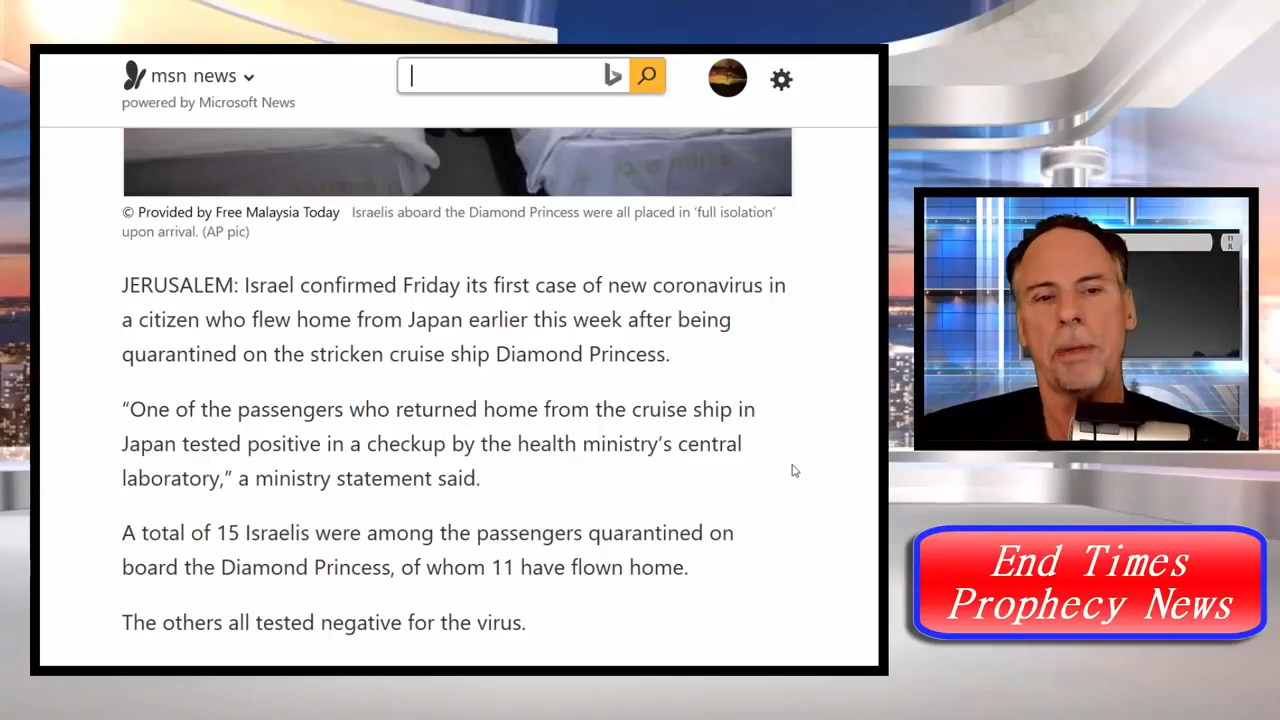 msn news
powered by Microsoft News
© Provided by Free Malaysia Today Israelis aboard the Diamond Princess were all placed in ‘full isolation’
upon arrival. (AP pic)
JERUSALEM: Israel confirmed Friday its first case of new coronavirus in
a citizen who flew home from Japan earlier this week after being
quarantined on the stricken cruise ship Diamond Princess.
“One of the passengers who returned home from the cruise ship in
Japan tested positive in a checkup by the health ministry’s central
laboratory,” a ministry statement said.
A total of 15 Israelis were among the passengers quarantined on
board the Diamond Princess, of whom 11 have flown home.
The others all tested negative for the virus.
End Times
Prophecy News